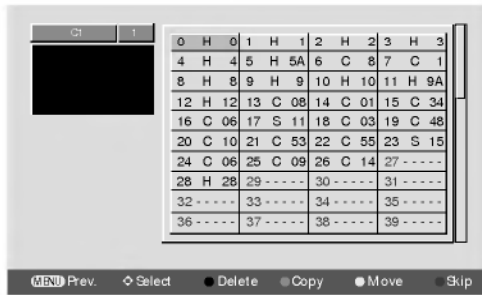 C1 1
0 H 0 1 H 1 2 H 2 3 H 3
4 H 4 5 H 5A 6 C 8 7 C 1
8 H 8 9 H 9 10 H 10 11 H 9A
12 H 12 13 C 08 14 C 01 15 C 34
16 C 06 17 S 11 18 C 03 19 C 48
20 C 10 21 C 53 22 C 55 23 S 15
24 C 06 25 C 09 26 C 14 27 - - - - -
28 H 28 29 - - - - - 30 - - - - - 31 - - - - -
32 - - - - - 33 - - - - - 34 - - - - - 35 - - - - -
36 - - - - - 37 - - - - - 38 - - - - - 39 - - - - -
MENU Prev. Select Delete Copy Move Skip